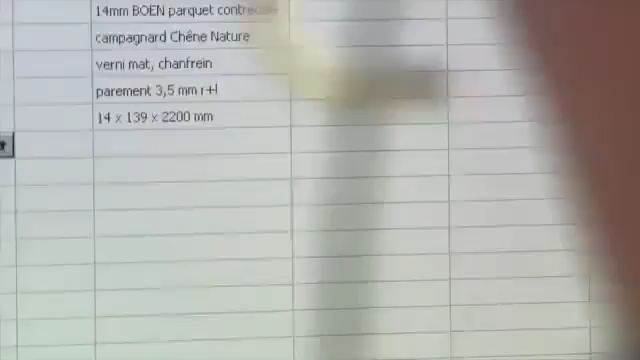 14mm BOEN parquet
campagnard Chêne Nature
verni mat, chanfrein
parement 3,5 mm r+l
14 x 139 x 2200 mm